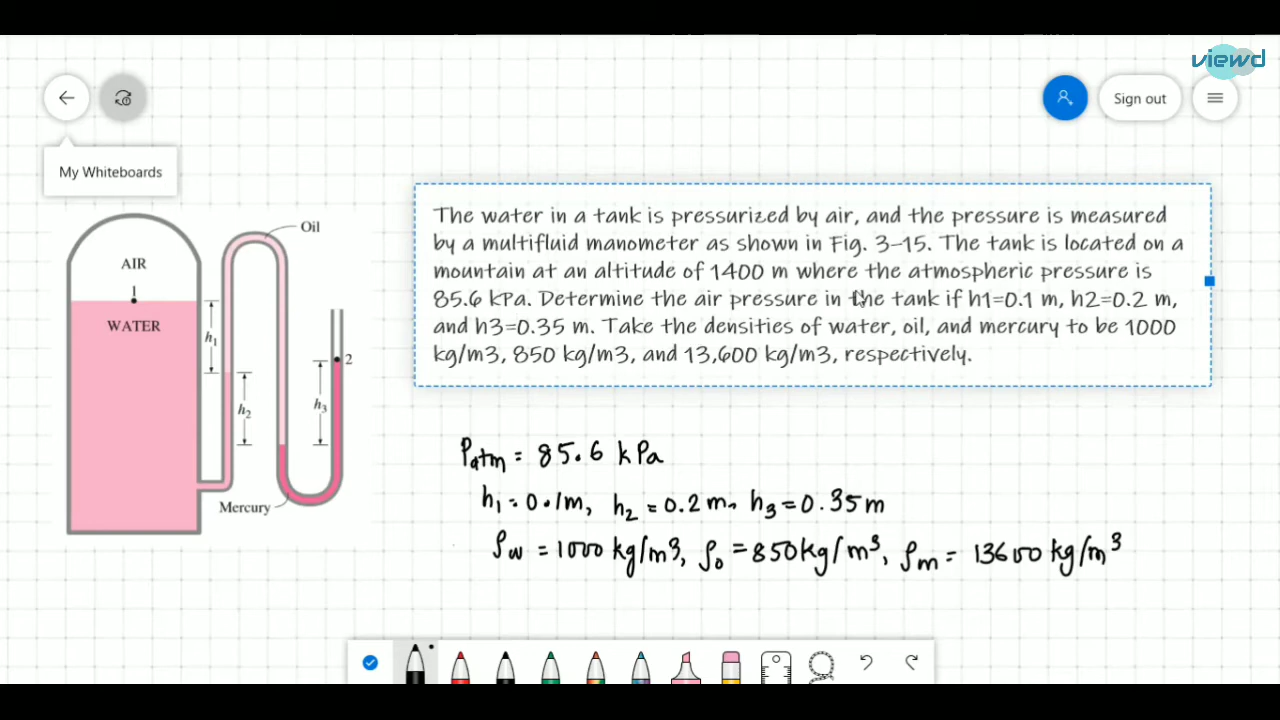 viewd
Sign out
My Whiteboards
The water in a tank is pressurized by air, and the pressure is measured
by a multifluid manometer as shown in Fig. 3–15. The tank is located on a
mountain at an altitude of 1400 m where the atmospheric pressure is
85.6 kPa. Determine the air pressure in the tank if h1=0.1 m, h2=0.2 m,
and h3=0.35 m. Take the densities of water, oil, and mercury to be 1000
kg/m3, 850 kg/m3, and 13,600 kg/m3, respectively.
Oil
AIR
1
WATER
h₁
2
h₂
h₃
Mercury
Patm = 85.6 kPa
h₁ = 0.1m, h₂ = 0.2 m, h₃ = 0.35 m
ρw = 1000 kg/m³, ρo = 850 kg/m³, ρm = 13600 kg/m³